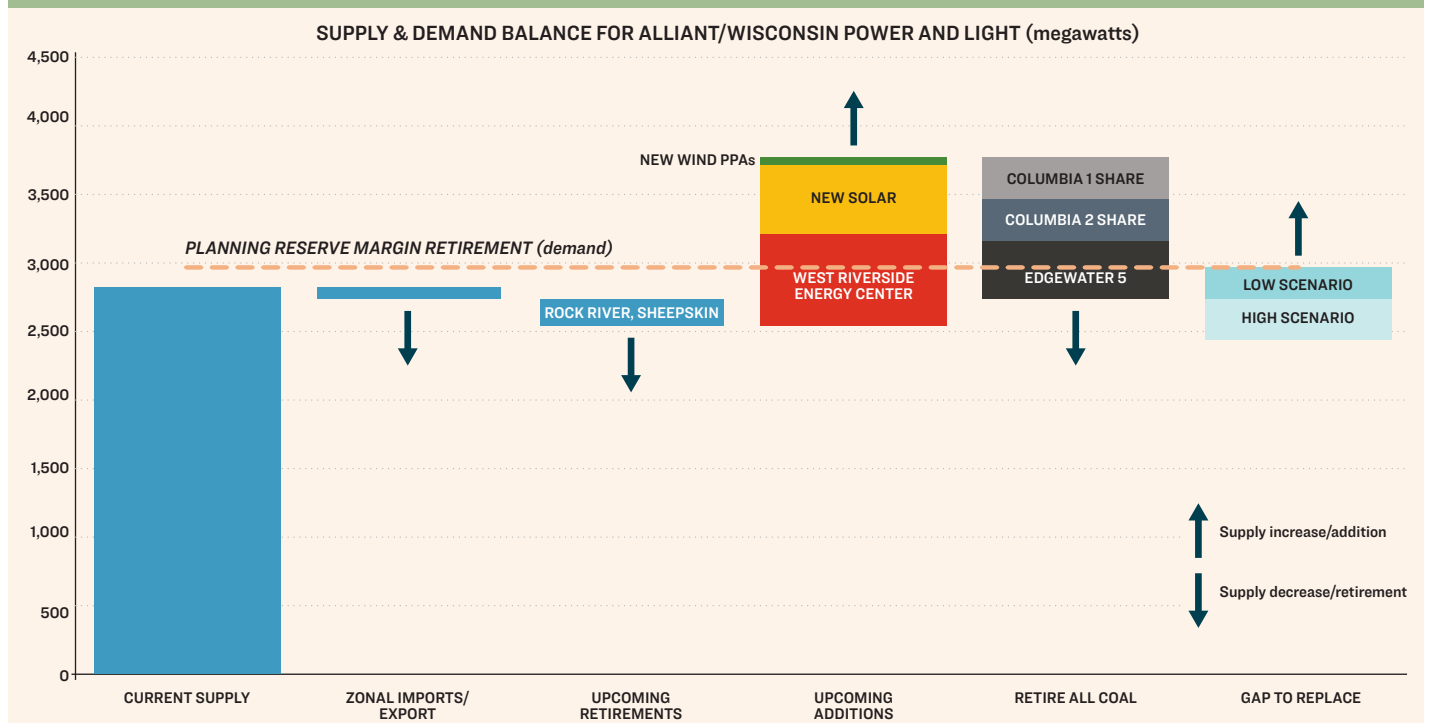 SUPPLY & DEMAND BALANCE FOR ALLIANT/WISCONSIN POWER AND LIGHT (megawatts)
4,500
4,000
3,500
3,000
2,500
2,000
1,500
1,000
500
0
PLANNING RESERVE MARGIN RETIREMENT (demand)
ROCK RIVER, SHEEPSKIN
NEW WIND PPAs
NEW SOLAR
WEST RIVERSIDE
ENERGY CENTER
COLUMBIA 1 SHARE
COLUMBIA 2 SHARE
EDGEWATER 5
LOW SCENARIO
HIGH SCENARIO
Supply increase/addition
Supply decrease/retirement
CURRENT SUPPLY
ZONAL IMPORTS/
EXPORT
UPCOMING
RETIREMENTS
UPCOMING
ADDITIONS
RETIRE ALL COAL
GAP TO REPLACE